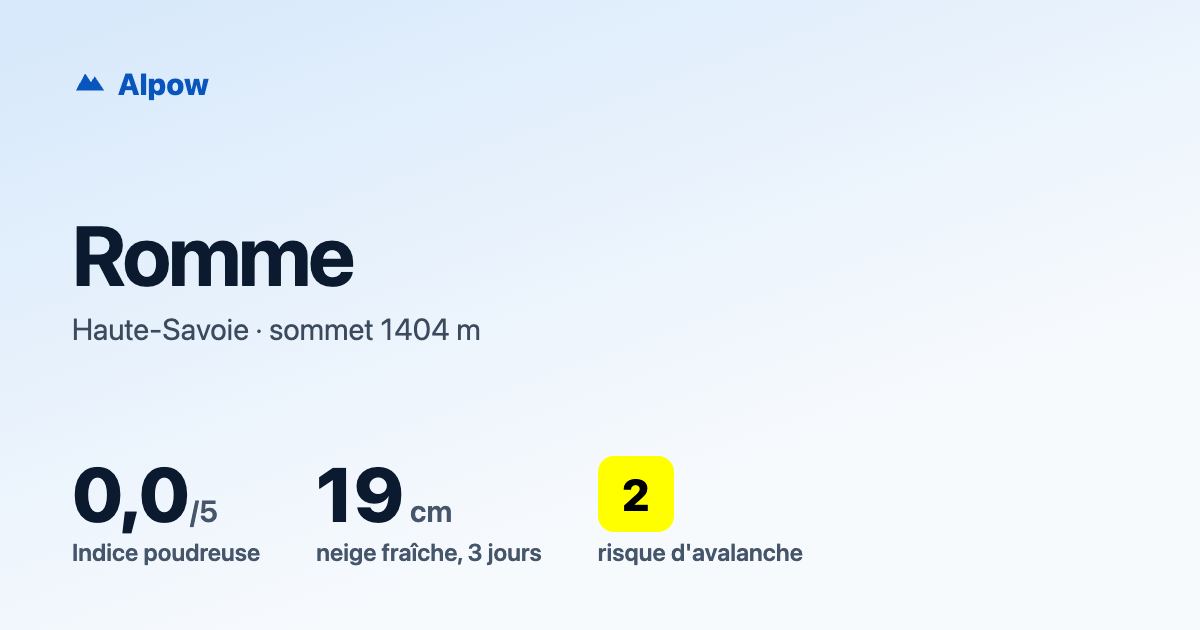 Alpow
Romme
Haute-Savoie · sommet 1404 m
0,0/5
Indice poudreuse
19 cm
neige fraîche, 3 jours
2
risque d'avalanche